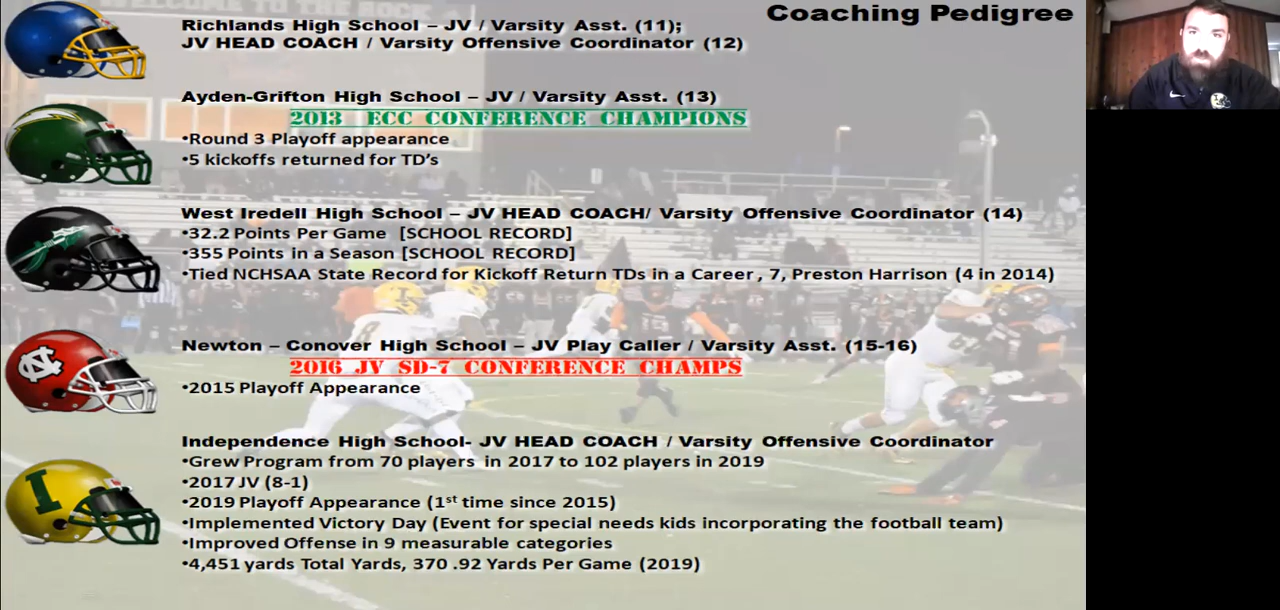 WELCOME TO THE ROCK
Coaching Pedigree
Richlands High School – JV / Varsity Asst. (11);
JV HEAD COACH / Varsity Offensive Coordinator (12)
Ayden-Grifton High School – JV / Varsity Asst. (13)
2013 ECC CONFERENCE CHAMPIONS
•Round 3 Playoff appearance
•5 kickoffs returned for TD’s
West Iredell High School – JV HEAD COACH/ Varsity Offensive Coordinator (14)
•32.2 Points Per Game [SCHOOL RECORD]
•355 Points in a Season [SCHOOL RECORD]
•Tied NCHSAA State Record for Kickoff Return TDs in a Career , 7, Preston Harrison (4 in 2014)
Newton – Conover High School – JV Play Caller / Varsity Asst. (15-16)
2016 JV SD-7 CONFERENCE CHAMPS
•2015 Playoff Appearance
NC
Independence High School- JV HEAD COACH / Varsity Offensive Coordinator
•Grew Program from 70 players in 2017 to 102 players in 2019
•2017 JV (8-1)
•2019 Playoff Appearance (1st time since 2015)
•Implemented Victory Day (Event for special needs kids incorporating the football team)
•Improved Offense in 9 measurable categories
•4,451 yards Total Yards, 370 .92 Yards Per Game (2019)
I